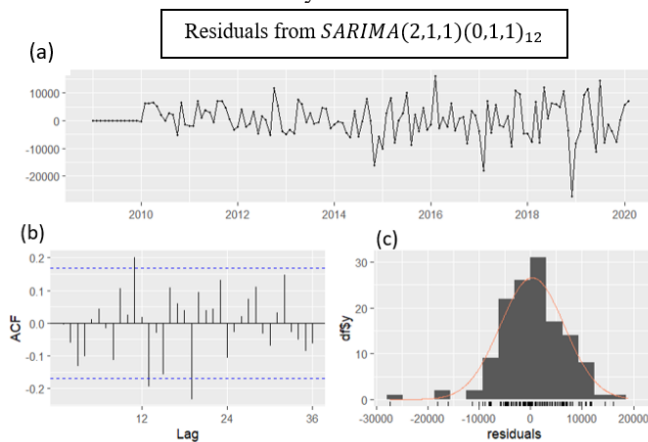 Residuals from SARIMA(2,1,1)(0,1,1)₁₂
(a)
10000
0
-10000
-20000
2010 2012 2014 2016 2018 2020
(b)
0.2
0.1
0.0
-0.1
-0.2
ACF
12 24 36
Lag
(c)
30
20
10
0
df$y
-30000 -20000 -10000 0 10000 20000
residuals